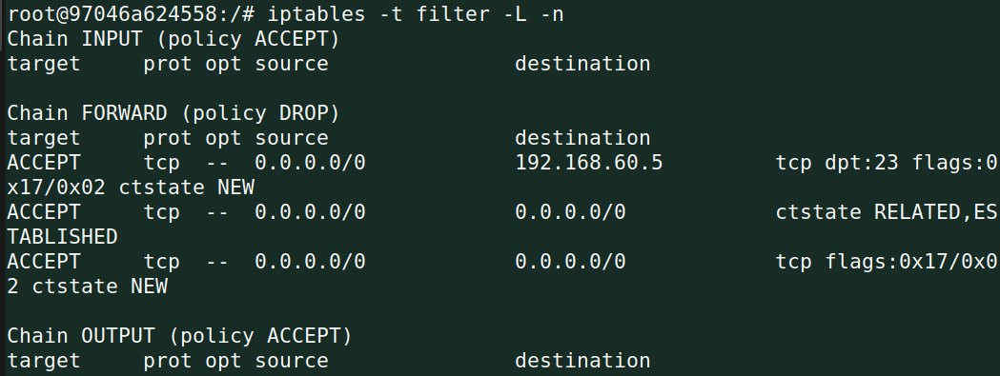 root@97046a624558:/# iptables -t filter -L -n
Chain INPUT (policy ACCEPT)
target     prot opt source               destination

Chain FORWARD (policy DROP)
target     prot opt source               destination
ACCEPT     tcp  --  0.0.0.0/0            192.168.60.5         tcp dpt:23 flags:0
x17/0x02 ctstate NEW
ACCEPT     tcp  --  0.0.0.0/0            0.0.0.0/0            ctstate RELATED,ES
TABLISHED
ACCEPT     tcp  --  0.0.0.0/0            0.0.0.0/0            tcp flags:0x17/0x0
2 ctstate NEW

Chain OUTPUT (policy ACCEPT)
target     prot opt source               destination